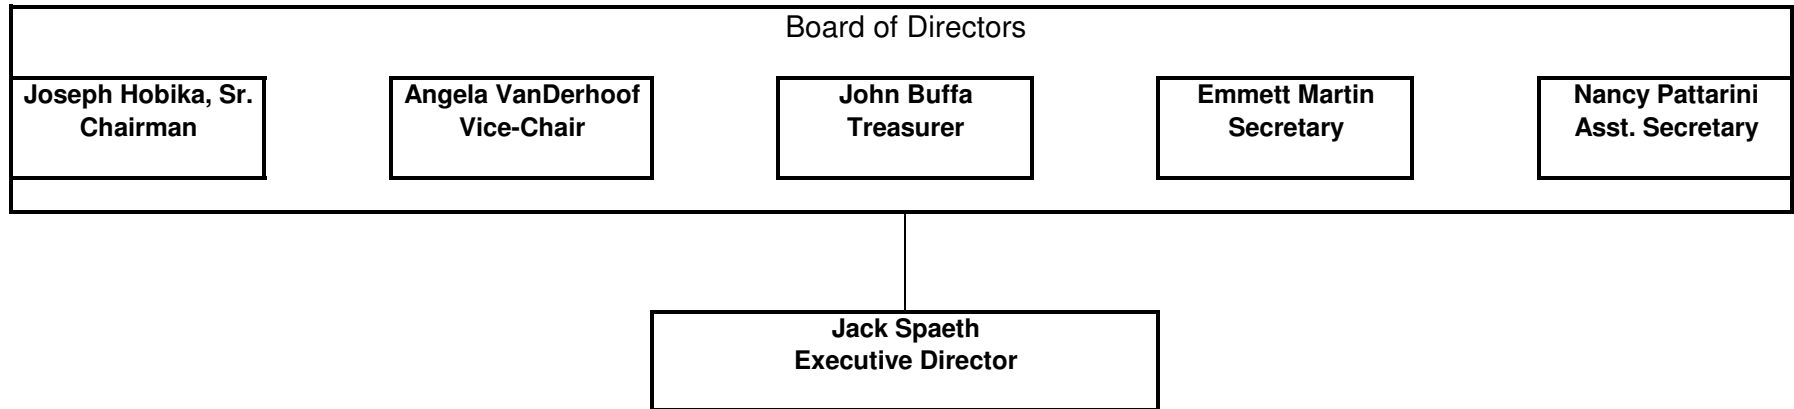 Board of Directors
Joseph Hobika, Sr.
Chairman
Angela VanDerhoof
Vice-Chair
John Buffa
Treasurer
Emmett Martin
Secretary
Nancy Pattarini
Asst. Secretary
Jack Spaeth
Executive Director